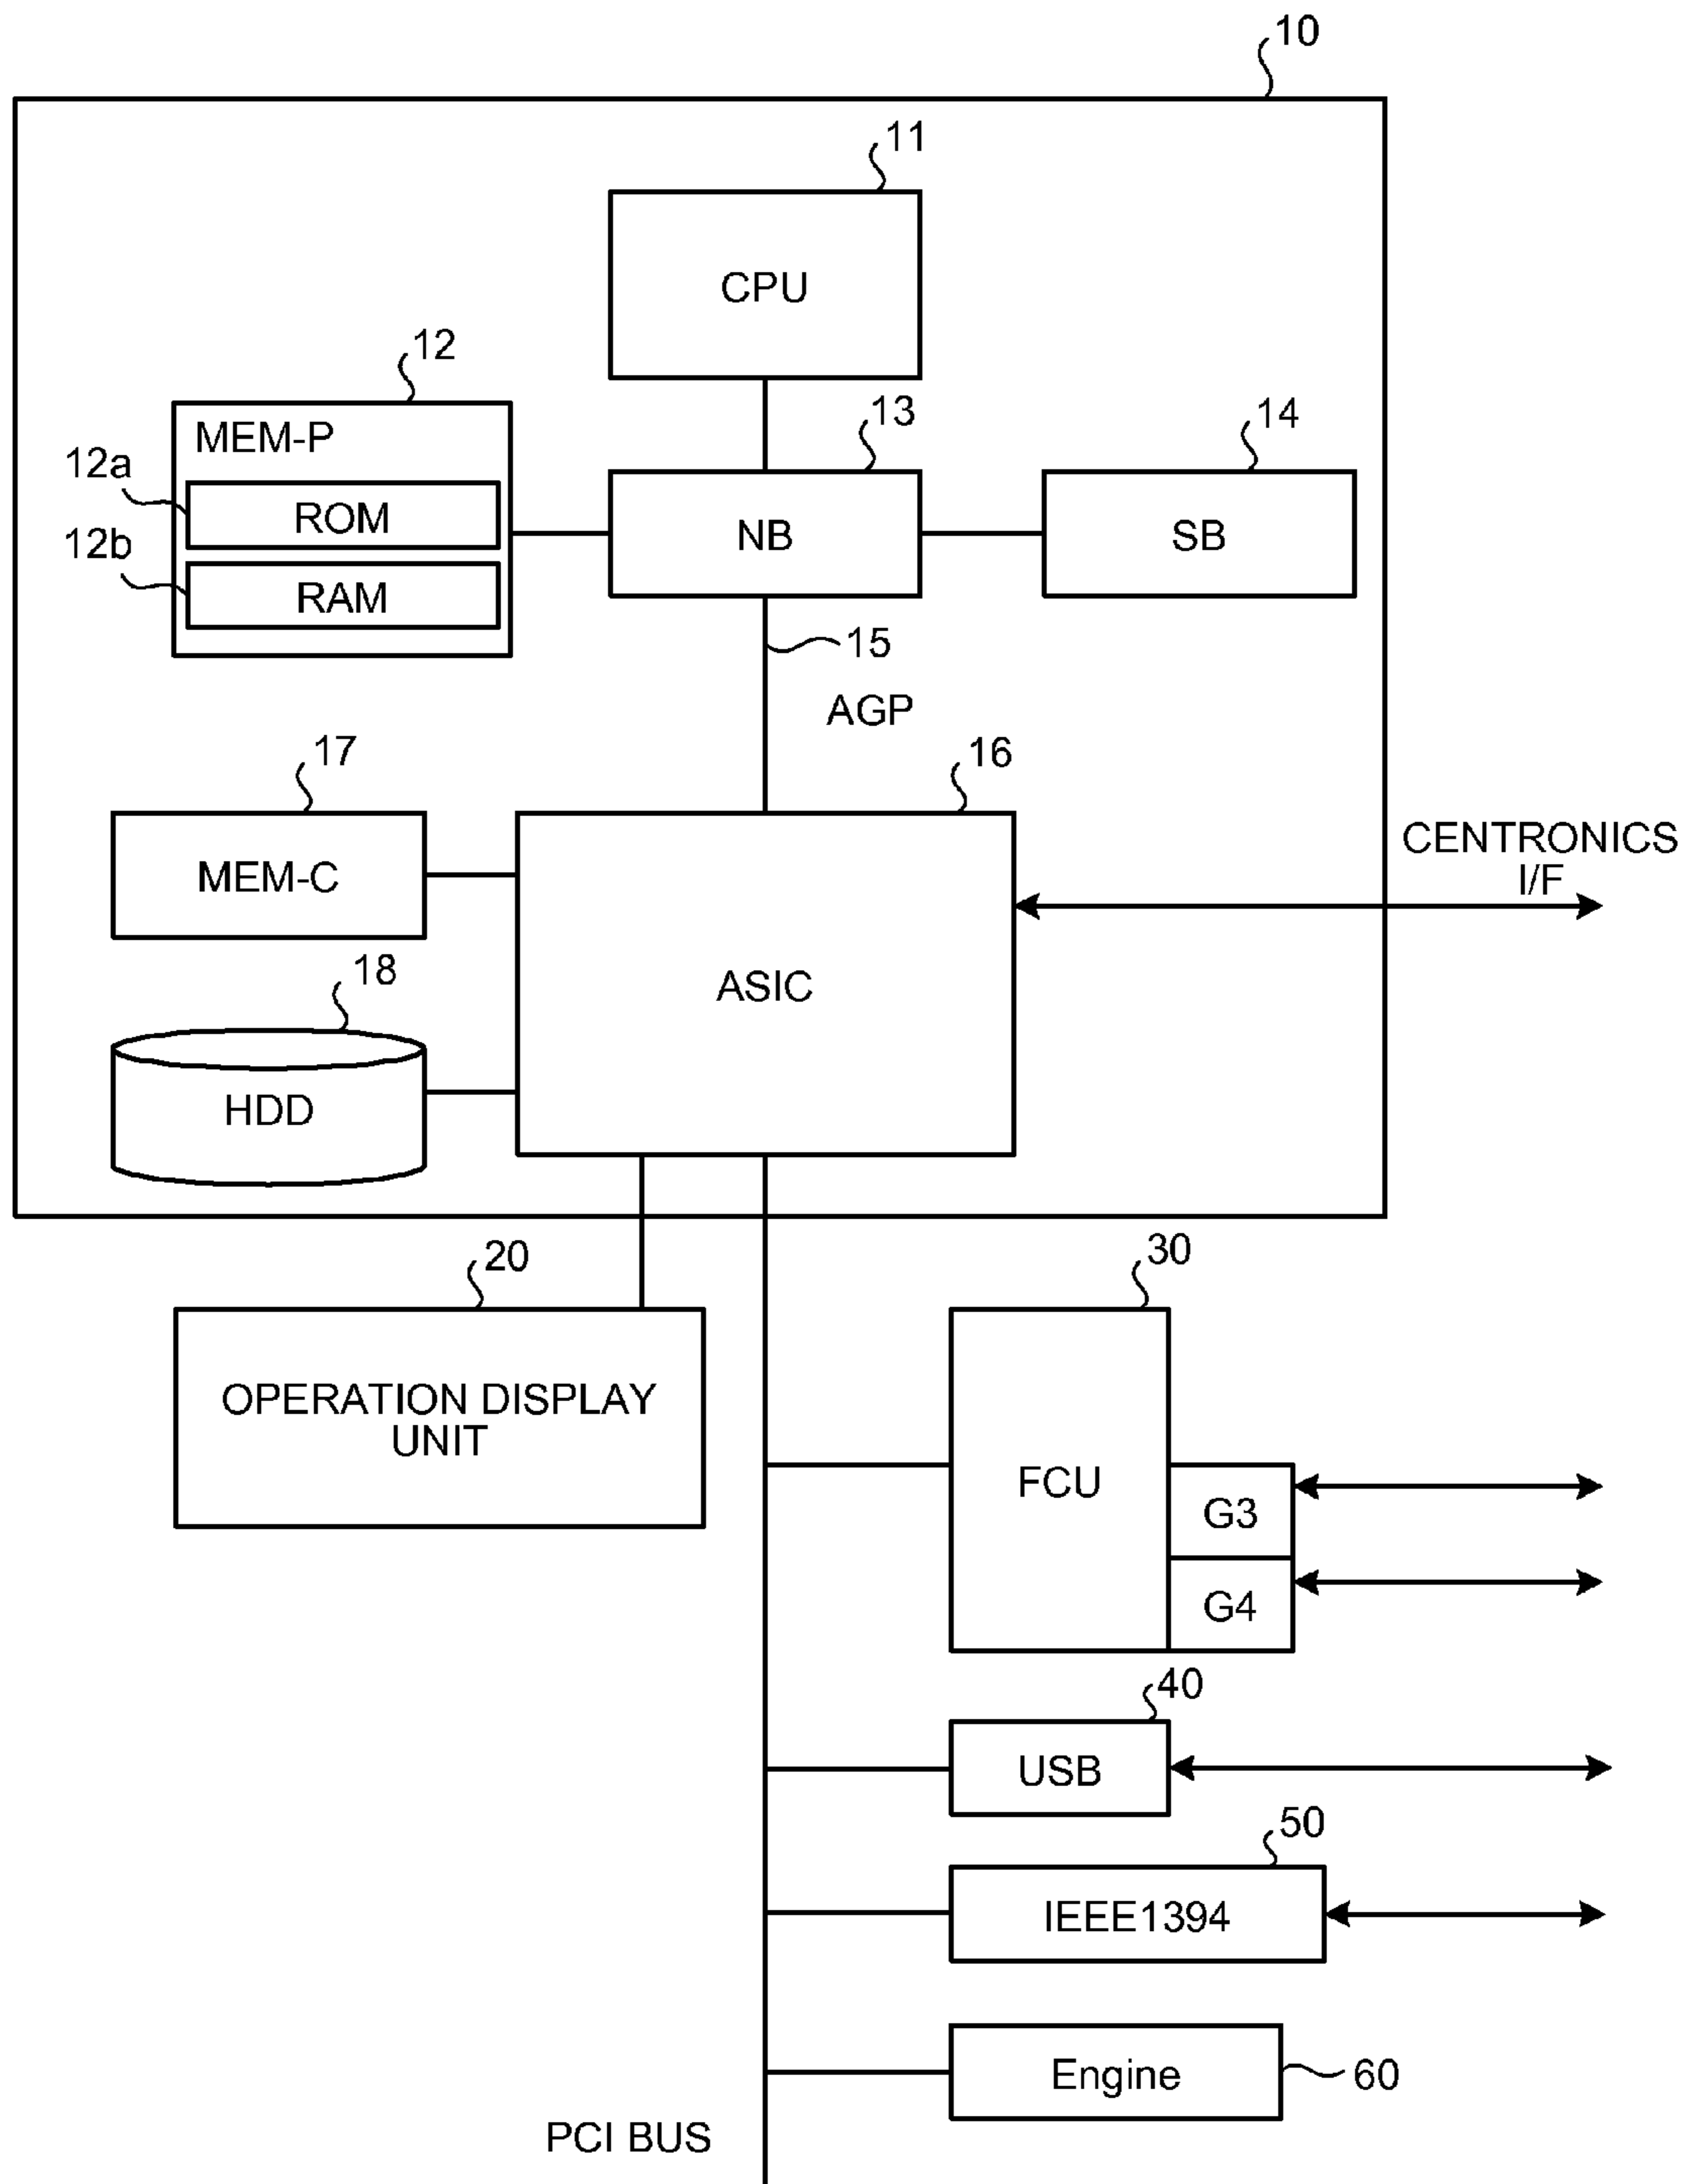 10
11
CPU
12
MEM-P
12a
ROM
12b
RAM
13
NB
14
SB
15
AGP
17
MEM-C
16
ASIC
CENTRONICS
I/F
18
HDD
20
OPERATION DISPLAY
UNIT
30
FCU
G3
G4
40
USB
50
IEEE1394
Engine
60
PCI BUS